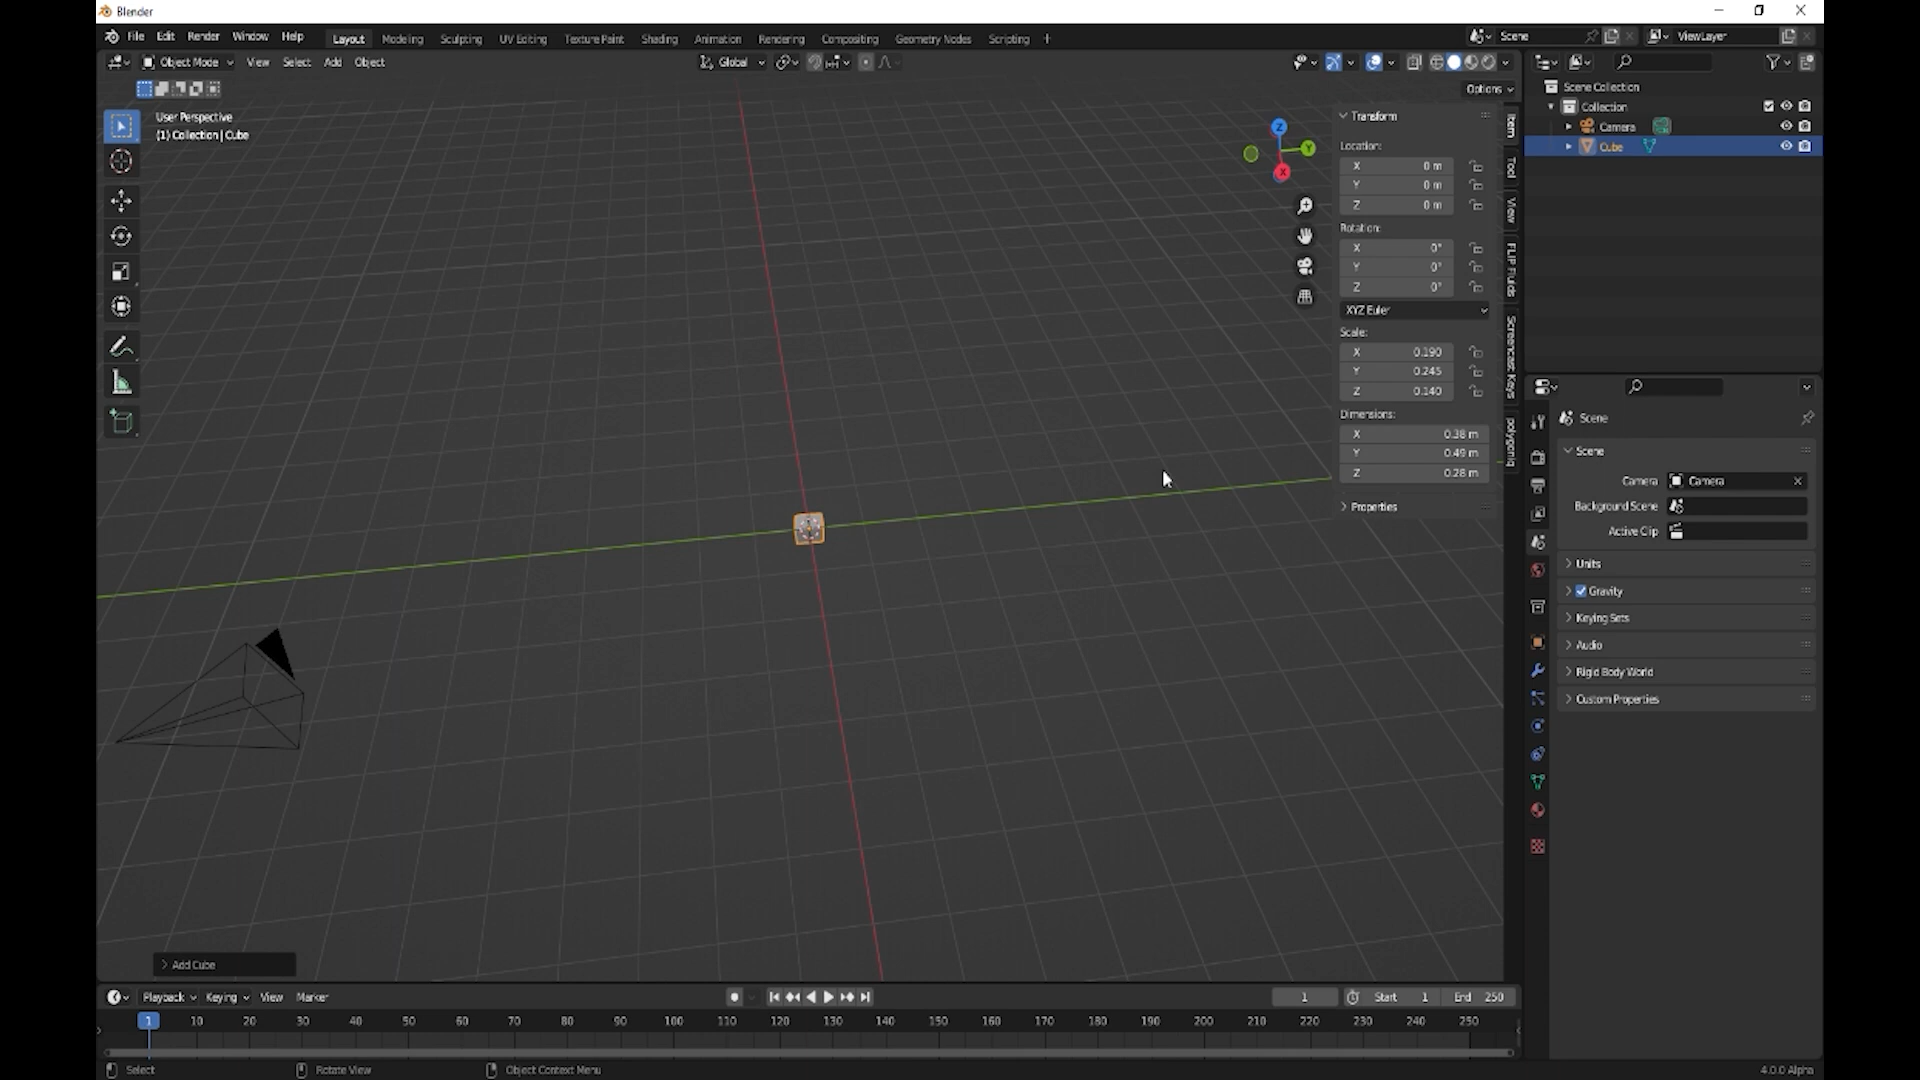 Blender
File Edit Render Window Help Layout Modeling Sculpting UV Editing Texture Paint Shading Animation Rendering Compositing Geometry Nodes Scripting + Scene ViewLayer
Object Mode View Select Add Object Global
Options
User Perspective
(1) Collection | Cube
Z
Y
X
Transform
Location:
X 0 m
Y 0 m
Z 0 m
Rotation:
X 0°
Y 0°
Z 0°
XYZ Euler
Scale:
X 0.190
Y 0.245
Z 0.140
Dimensions:
X 0.38 m
Y 0.49 m
Z 0.28 m
Properties
Item
Tool
View
FLIP Fluids
Screencast Keys
polygoniq
Scene Collection
Collection
Camera
Cube
Scene
Scene
Camera Camera
Background Scene
Active Clip
Units
Gravity
Keying Sets
Audio
Rigid Body World
Custom Properties
Add Cube
Playback Keying View Marker 1 Start 1 End 250
1 10 20 30 40 50 60 70 80 90 100 110 120 130 140 150 160 170 180 190 200 210 220 230 240 250
Select Rotate View Object Context Menu 4.0.0 Alpha